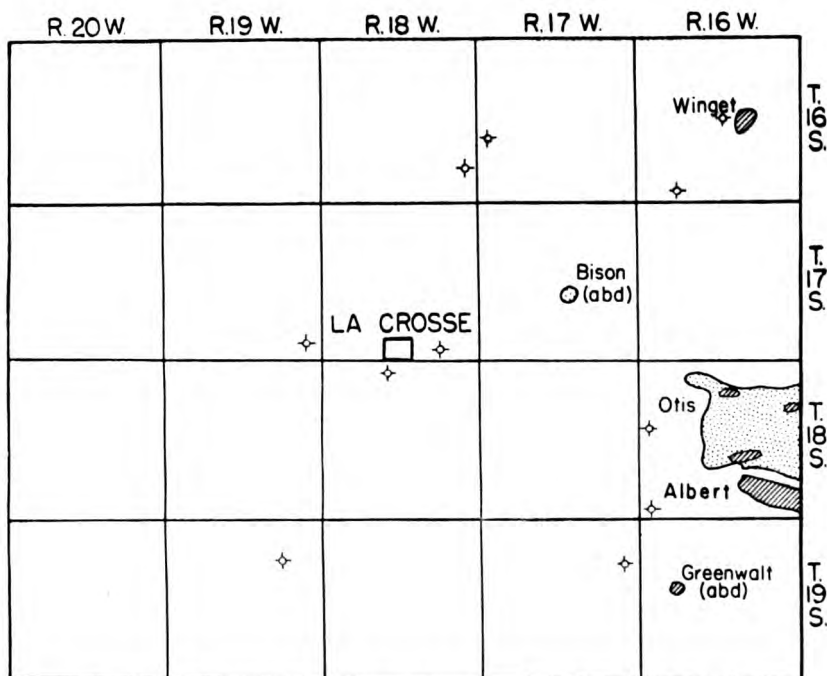 R. 20 W.
R.19 W.
R.18 W.
R.17 W.
R.16 W.
T.
16
S.
Winget
T.
17
S.
Bison
(abd)
LA CROSSE
Otis
T.
18
S.
Albert
Greenwalt
(abd)
T.
19
S.